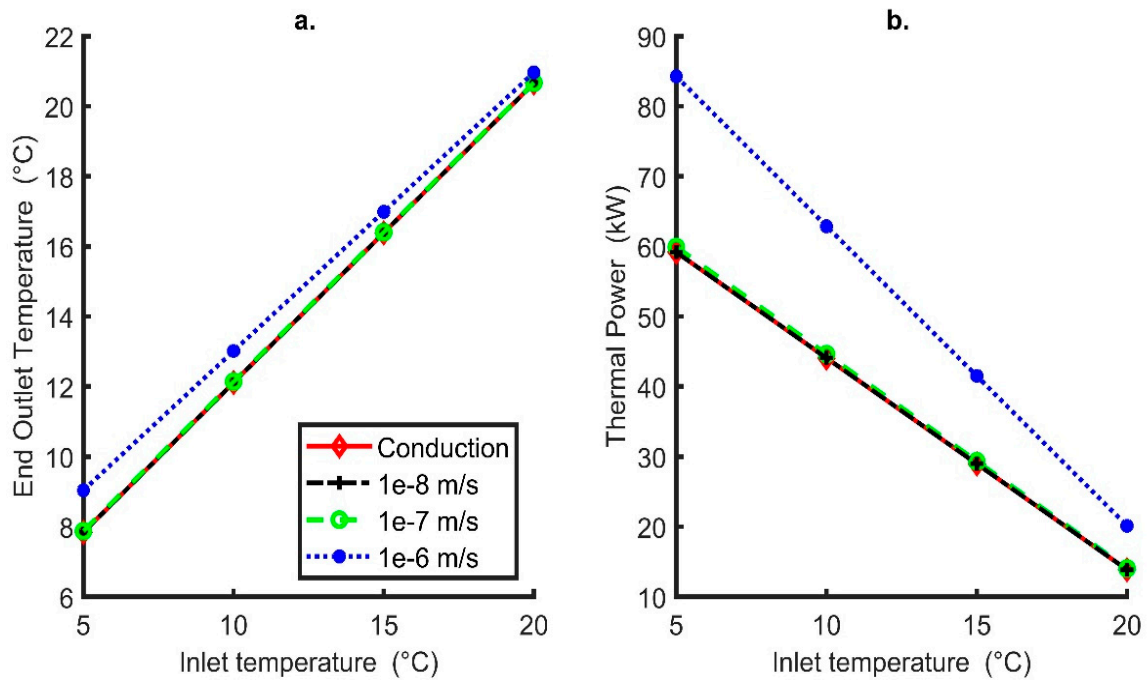 a.
22
20
18
16
14
12
10
8
6
End Outlet Temperature (°C)
5 10 15 20
Inlet temperature (°C)
Conduction
1e-8 m/s
1e-7 m/s
1e-6 m/s
b.
90
80
70
60
50
40
30
20
10
Thermal Power (kW)
5 10 15 20
Inlet temperature (°C)